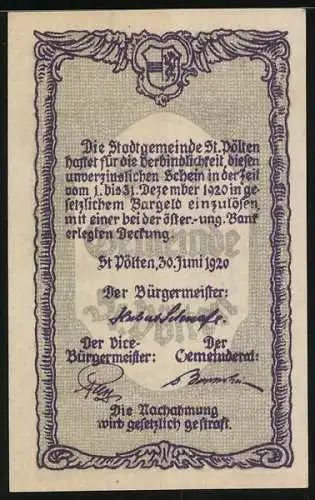 Die Stadtgemeinde St. Pölten
haftet für die Verbindlichkeit, diesen
unverzinslichen Schein in der Zeit
vom 1. bis 31. Dezember 1920 in ge-
setzlichem Bargeld einzulösen,
mit einer bei der öster.-ung. Bank
erlegten Deckung.
St Pölten, 30. Juni 1920
Der Bürgermeister:
Der Vice-
Bürgermeister:
Der
Gemeinderat:
Die Nachahmung
wird gesetzlich gestraft.